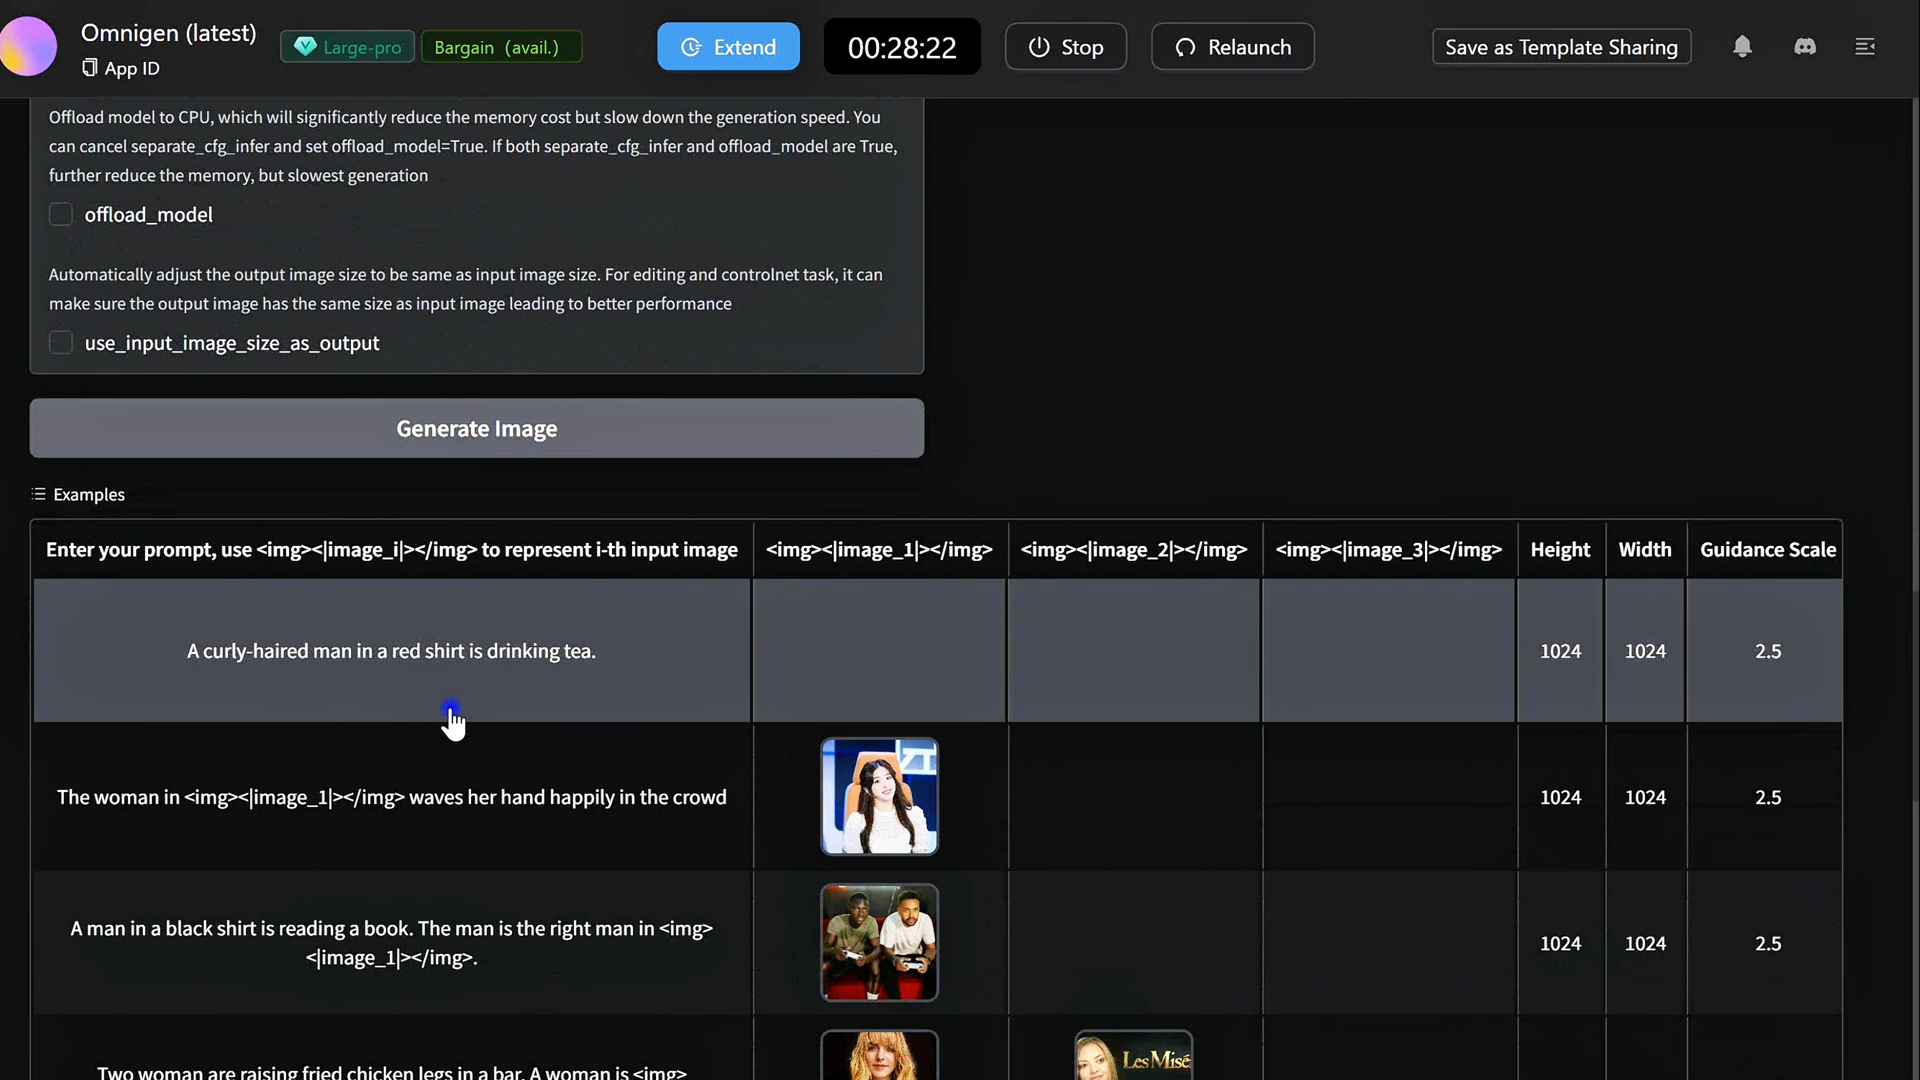 Omnigen (latest)
App ID
Large-pro
Bargain (avail.)
Extend
00:28:22
Stop
Relaunch
Save as Template Sharing
Offload model to CPU, which will significantly reduce the memory cost but slow down the generation speed. You
can cancel separate_cfg_infer and set offload_model=True. If both separate_cfg_infer and offload_model are True,
further reduce the memory, but slowest generation
offload_model
Automatically adjust the output image size to be same as input image size. For editing and controlnet task, it can
make sure the output image has the same size as input image leading to better performance
use_input_image_size_as_output
Generate Image
Examples
Enter your prompt, use <img><|image_i|></img> to represent i-th input image <img><|image_1|></img> <img><|image_2|></img> <img><|image_3|></img> Height Width Guidance Scale
A curly-haired man in a red shirt is drinking tea. 1024 1024 2.5
The woman in <img><|image_1|></img> waves her hand happily in the crowd 1024 1024 2.5
A man in a black shirt is reading a book. The man is the right man in <img>
<|image_1|></img>. 1024 1024 2.5
Les Misé
Two woman are raising fried chicken legs in a bar. A woman is <img>